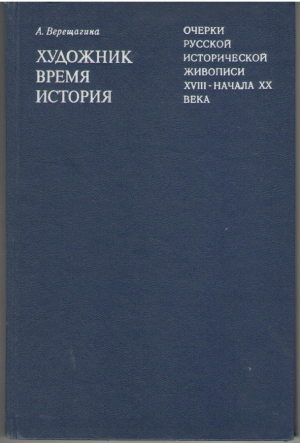 А. Верещагина
ХУДОЖНИК
ВРЕМЯ
ИСТОРИЯ
ОЧЕРКИ
РУССКОЙ
ИСТОРИЧЕСКОЙ
ЖИВОПИСИ
XVIII - НАЧАЛА XX
ВЕКА